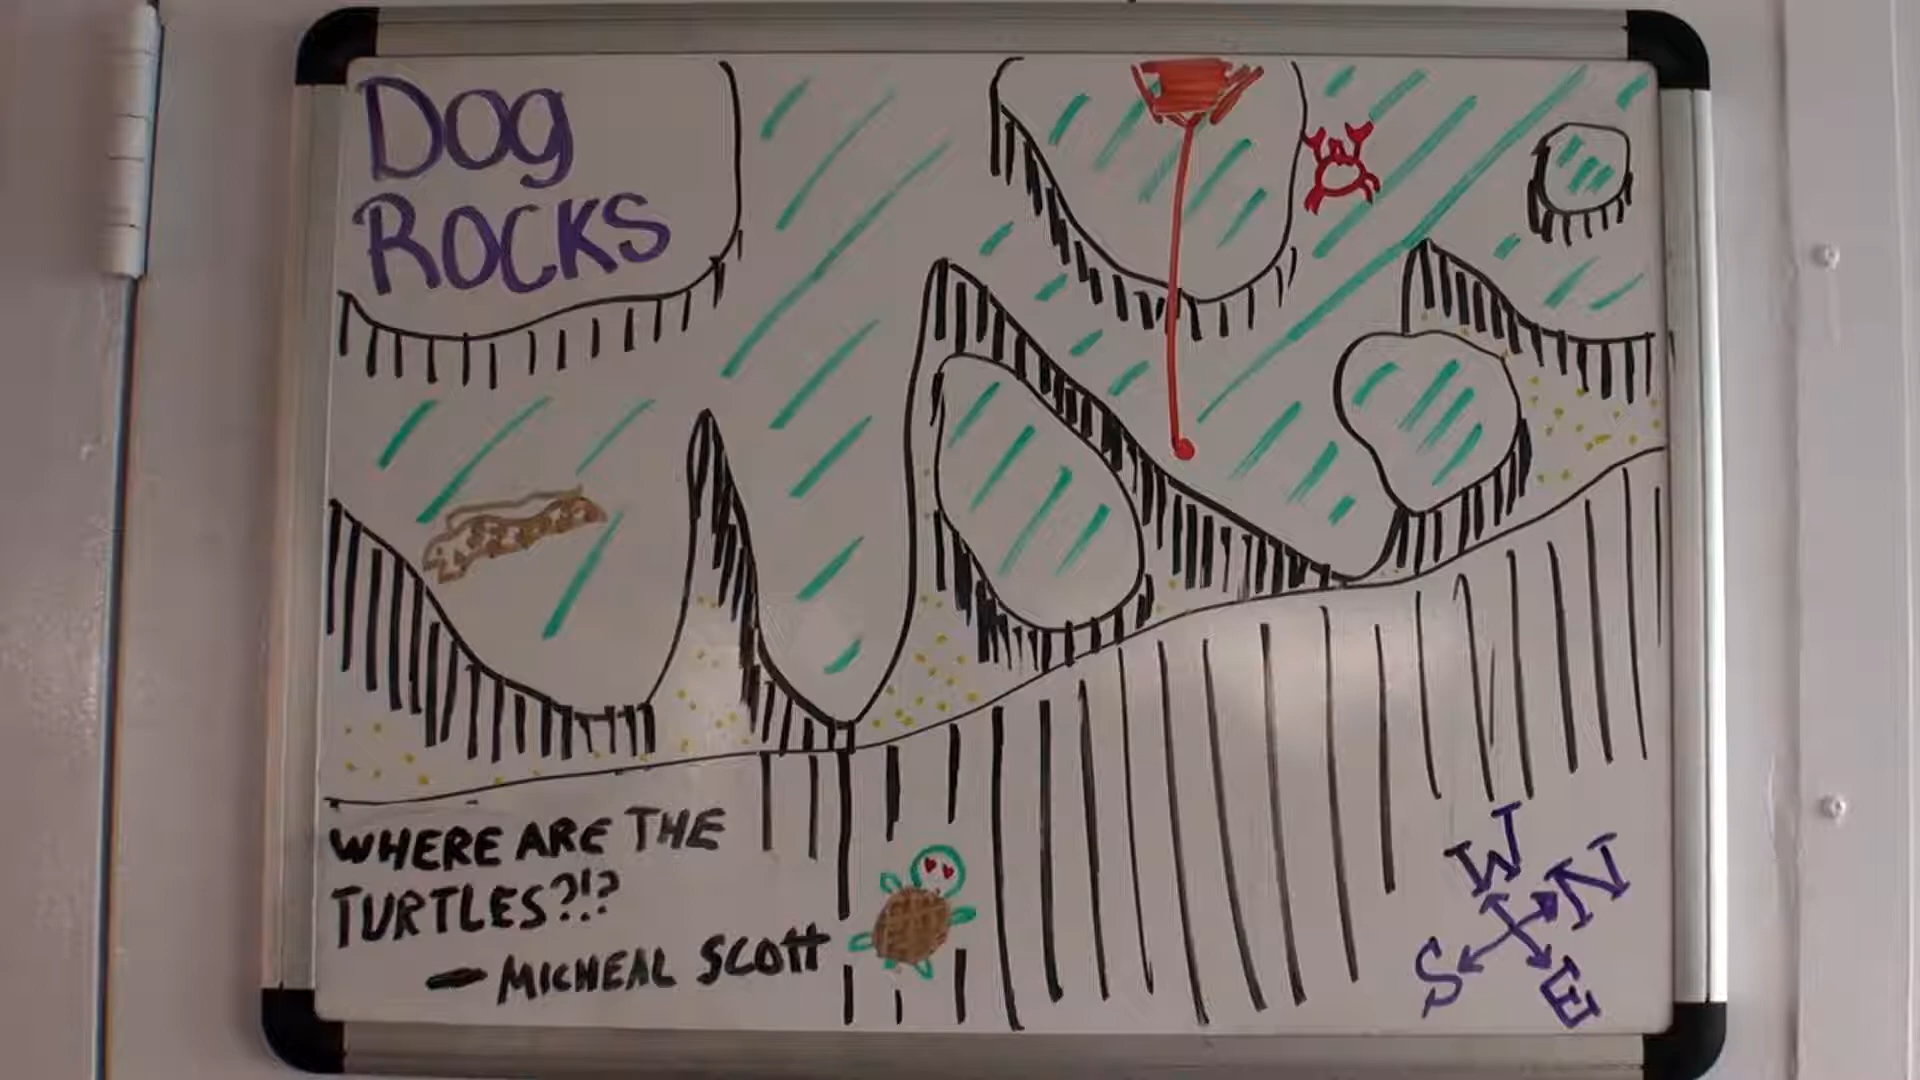 DOG
ROCKS
WHERE ARE THE
TURTLES?!?
- MICHEAL SCOTT
W
N
S
E